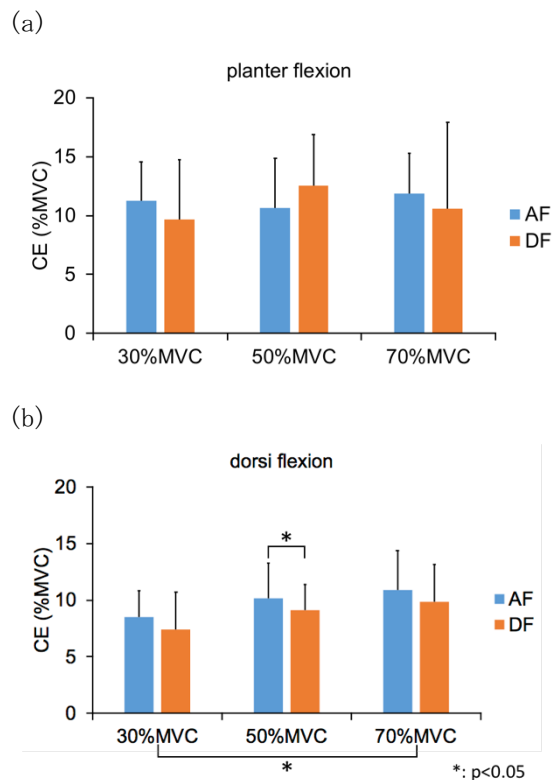 (a)
planter flexion
CE (%MVC)
20
15
10
5
0
30%MVC 50%MVC 70%MVC
AF
DF
(b)
dorsi flexion
CE (%MVC)
20
15
10
5
0
*
30%MVC 50%MVC 70%MVC
AF
DF
*
*: p<0.05